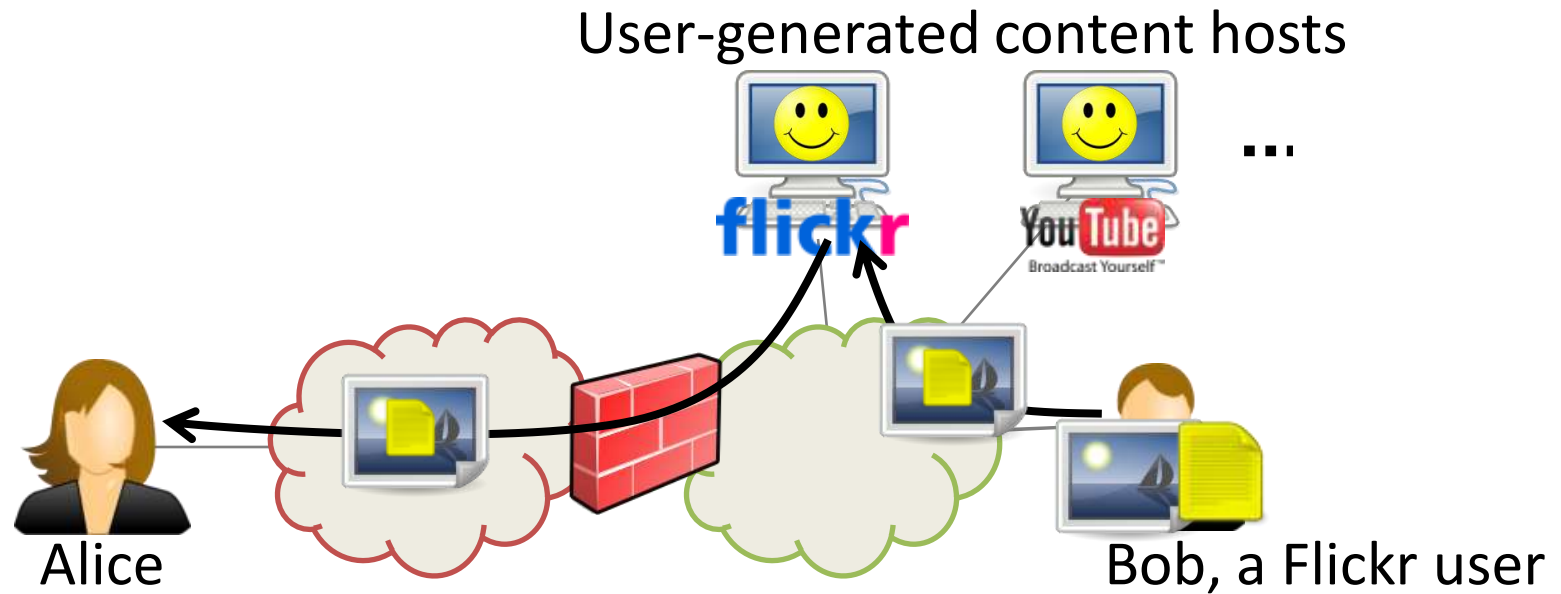 User-generated content hosts
...
flickr
YouTube
Broadcast Yourself™
Alice
Bob, a Flickr user